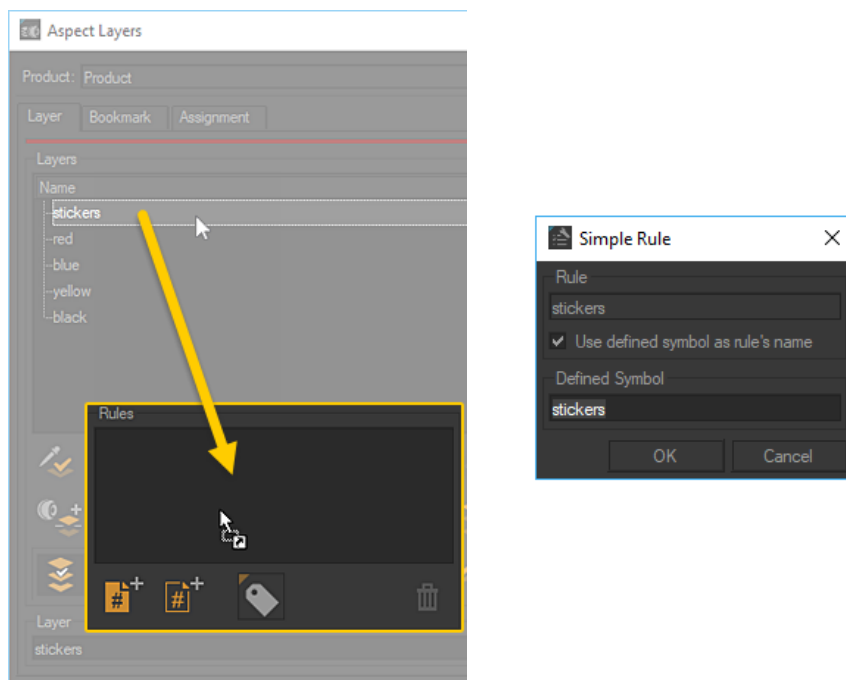 Aspect Layers
Product: Product
Layer Bookmark Assignment
Layers
Name
stickers
red
blue
yellow
black
Rules
# #
Layer
stickers
Simple Rule
Rule
stickers
Use defined symbol as rule's name
Defined Symbol
stickers
OK Cancel